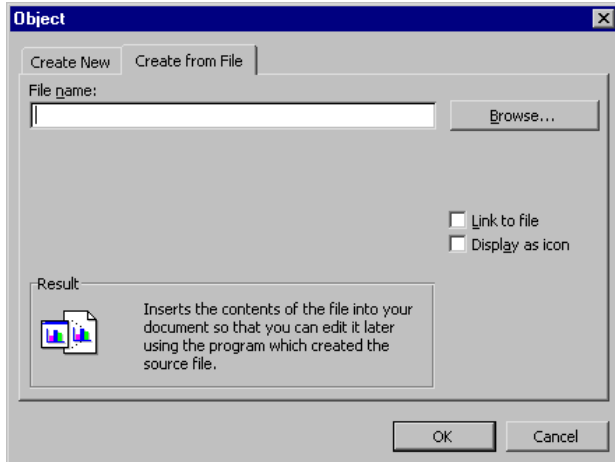 Object
Create New
Create from File
File name:
Browse...
Link to file
Display as icon
Result
Inserts the contents of the file into your
document so that you can edit it later
using the program which created the
source file.
OK
Cancel